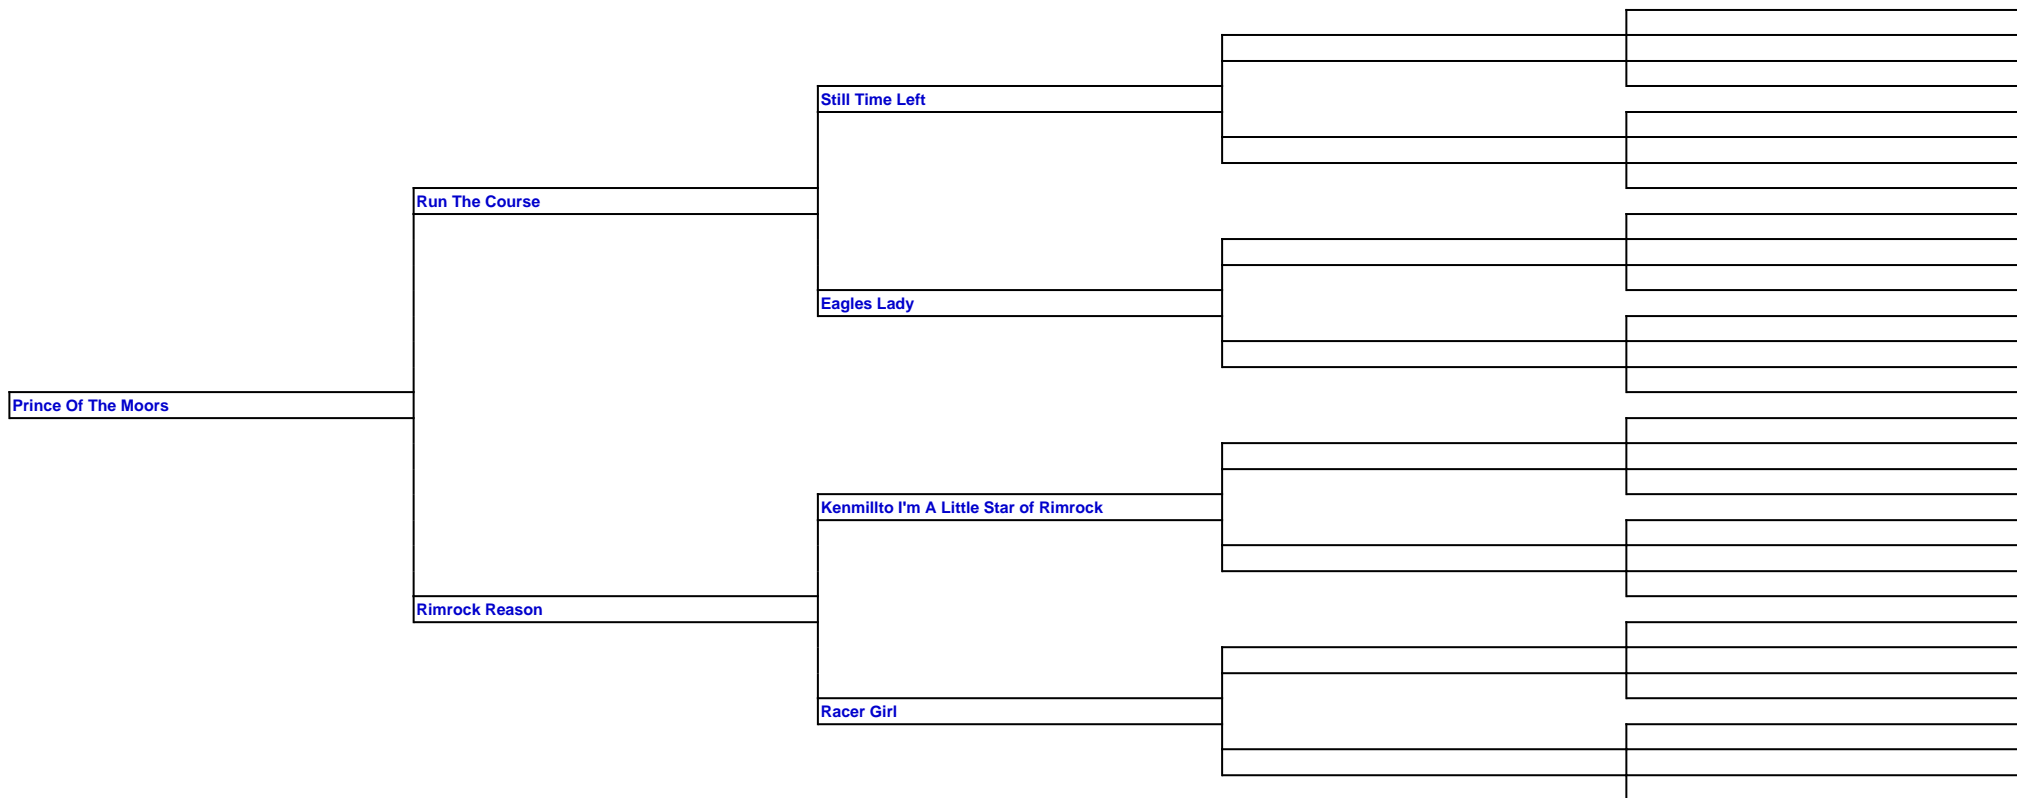 Still Time Left
Run The Course
Eagles Lady
Prince Of The Moors
Kenmillto I'm A Little Star of Rimrock
Rimrock Reason
Racer Girl